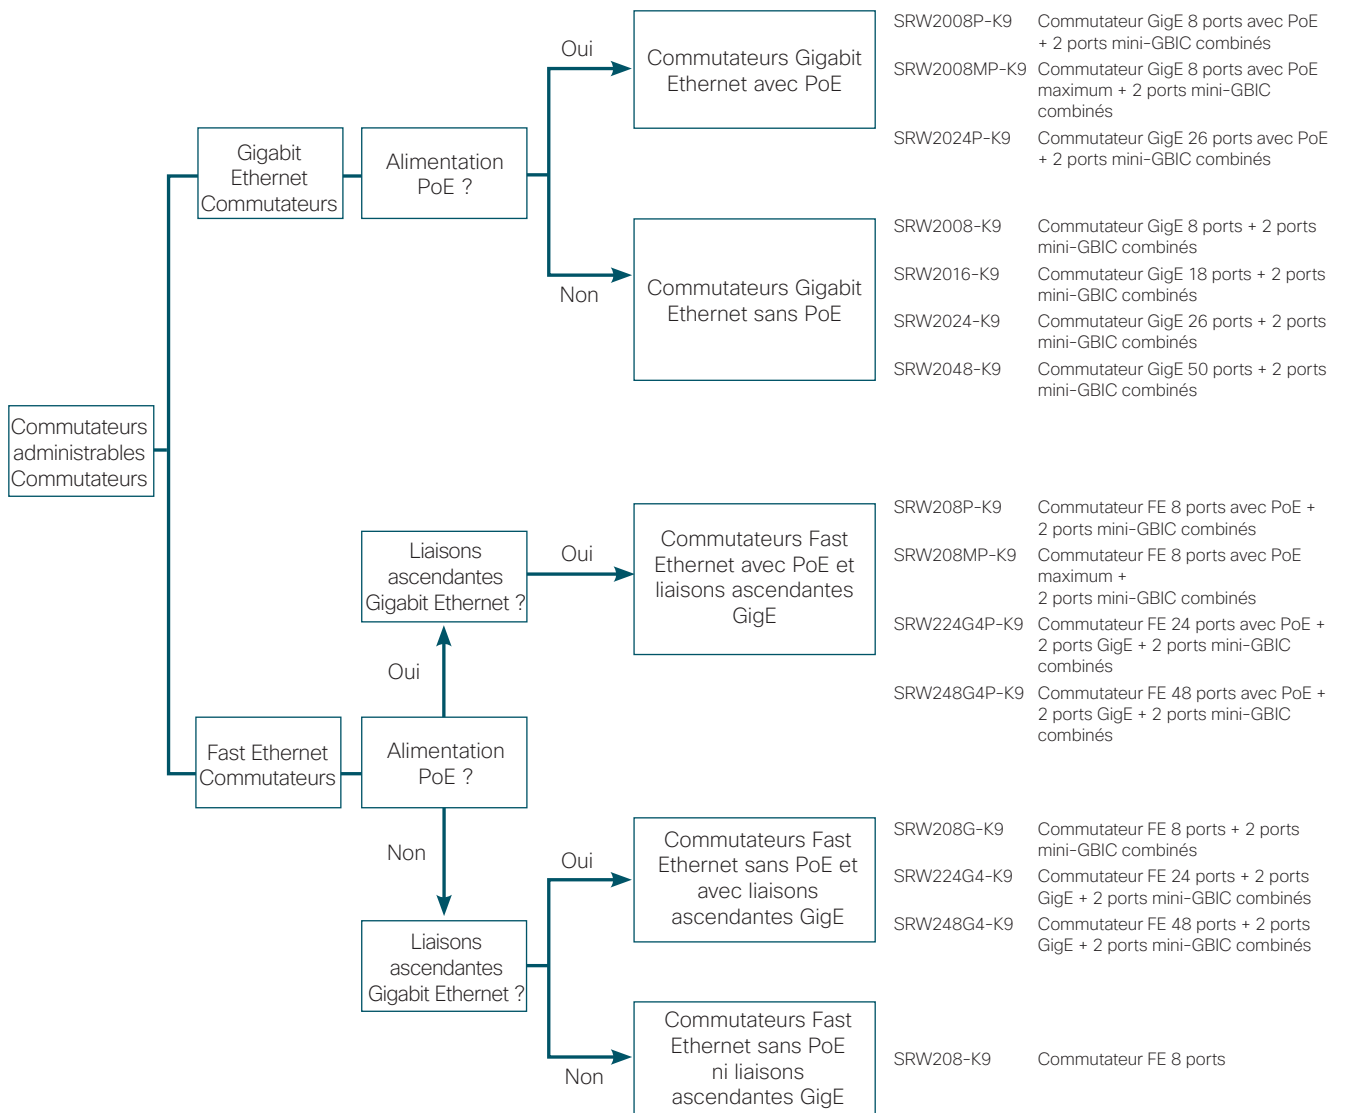 Commutateurs
administrables
Commutateurs
Gigabit
Ethernet
Commutateurs
Alimentation
PoE ?
Oui
Commutateurs Gigabit
Ethernet avec PoE
SRW2008P-K9 Commutateur GigE 8 ports avec PoE
+ 2 ports mini-GBIC combinés
SRW2008MP-K9 Commutateur GigE 8 ports avec PoE
maximum + 2 ports mini-GBIC
combinés
SRW2024P-K9 Commutateur GigE 26 ports avec PoE
+ 2 ports mini-GBIC combinés
Non
Commutateurs Gigabit
Ethernet sans PoE
SRW2008-K9 Commutateur GigE 8 ports + 2 ports
mini-GBIC combinés
SRW2016-K9 Commutateur GigE 18 ports + 2 ports
mini-GBIC combinés
SRW2024-K9 Commutateur GigE 26 ports + 2 ports
mini-GBIC combinés
SRW2048-K9 Commutateur GigE 50 ports + 2 ports
mini-GBIC combinés
Fast Ethernet
Commutateurs
Alimentation
PoE ?
Oui
Liaisons
ascendantes
Gigabit Ethernet ?
Oui
Commutateurs Fast
Ethernet avec PoE et
liaisons ascendantes
GigE
SRW208P-K9 Commutateur FE 8 ports avec PoE +
2 ports mini-GBIC combinés
SRW208MP-K9 Commutateur FE 8 ports avec PoE
maximum +
2 ports mini-GBIC combinés
SRW224G4P-K9 Commutateur FE 24 ports avec PoE +
2 ports GigE + 2 ports mini-GBIC
combinés
SRW248G4P-K9 Commutateur FE 48 ports avec PoE +
2 ports GigE + 2 ports mini-GBIC
combinés
Non
Liaisons
ascendantes
Gigabit Ethernet ?
Oui
Commutateurs Fast
Ethernet sans PoE et
avec liaisons
ascendantes GigE
SRW208G-K9 Commutateur FE 8 ports + 2 ports
mini-GBIC combinés
SRW224G4-K9 Commutateur FE 24 ports + 2 ports
GigE + 2 ports mini-GBIC combinés
SRW248G4-K9 Commutateur FE 48 ports + 2 ports
GigE + 2 ports mini-GBIC combinés
Non
Commutateurs Fast
Ethernet sans PoE
ni liaisons
ascendantes GigE
SRW208-K9 Commutateur FE 8 ports